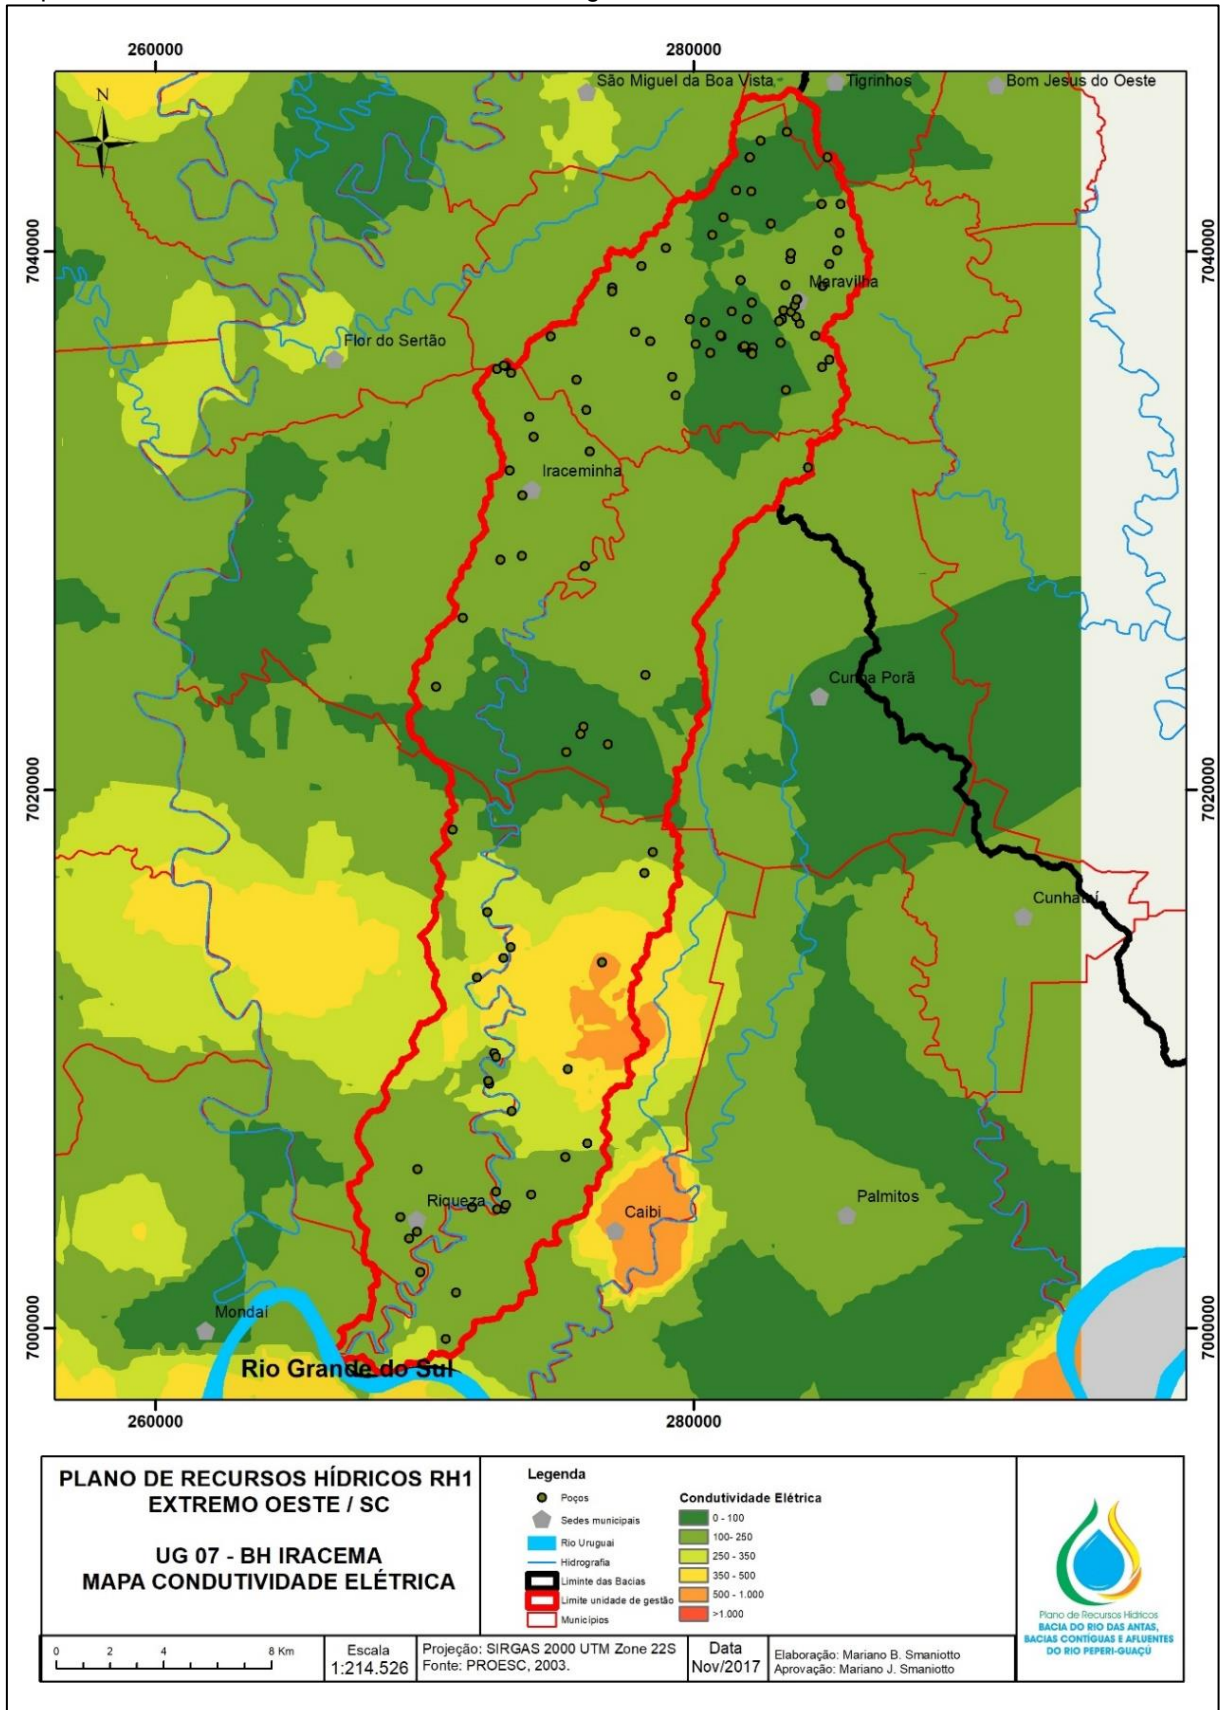 260000
280000
São Miguel da Boa Vista
Tigrinhos
Bom Jesus do Oeste
N
7040000
7040000
Maravilha
Flor do Sertão
Iraceminha
Cunha Porã
7020000
7020000
Cunhataí
Riqueza
Caibi
Palmitos
Mondaí
7000000
7000000
Rio Grande do Sul
260000
280000
PLANO DE RECURSOS HÍDRICOS RH1
EXTREMO OESTE / SC
UG 07 - BH IRACEMA
MAPA CONDUTIVIDADE ELÉTRICA
Legenda
Poços
Sedes municipais
Rio Uruguai
Hidrografia
Liminte das Bacias
Limite unidade de gestão
Municípios
Condutividade Elétrica
0 - 100
100- 250
250 - 350
350 - 500
500 - 1.000
>1.000
Plano de Recursos Hídricos
BACIA DO RIO DAS ANTAS,
BACIAS CONTÍGUAS E AFLUENTES
DO RIO PEPERI-GUAÇÚ
0 2 4 8 Km
Escala
1:214.526
Projeção: SIRGAS 2000 UTM Zone 22S
Fonte: PROESC, 2003.
Data
Nov/2017
Elaboração: Mariano B. Smaniotto
Aprovação: Mariano J. Smaniotto